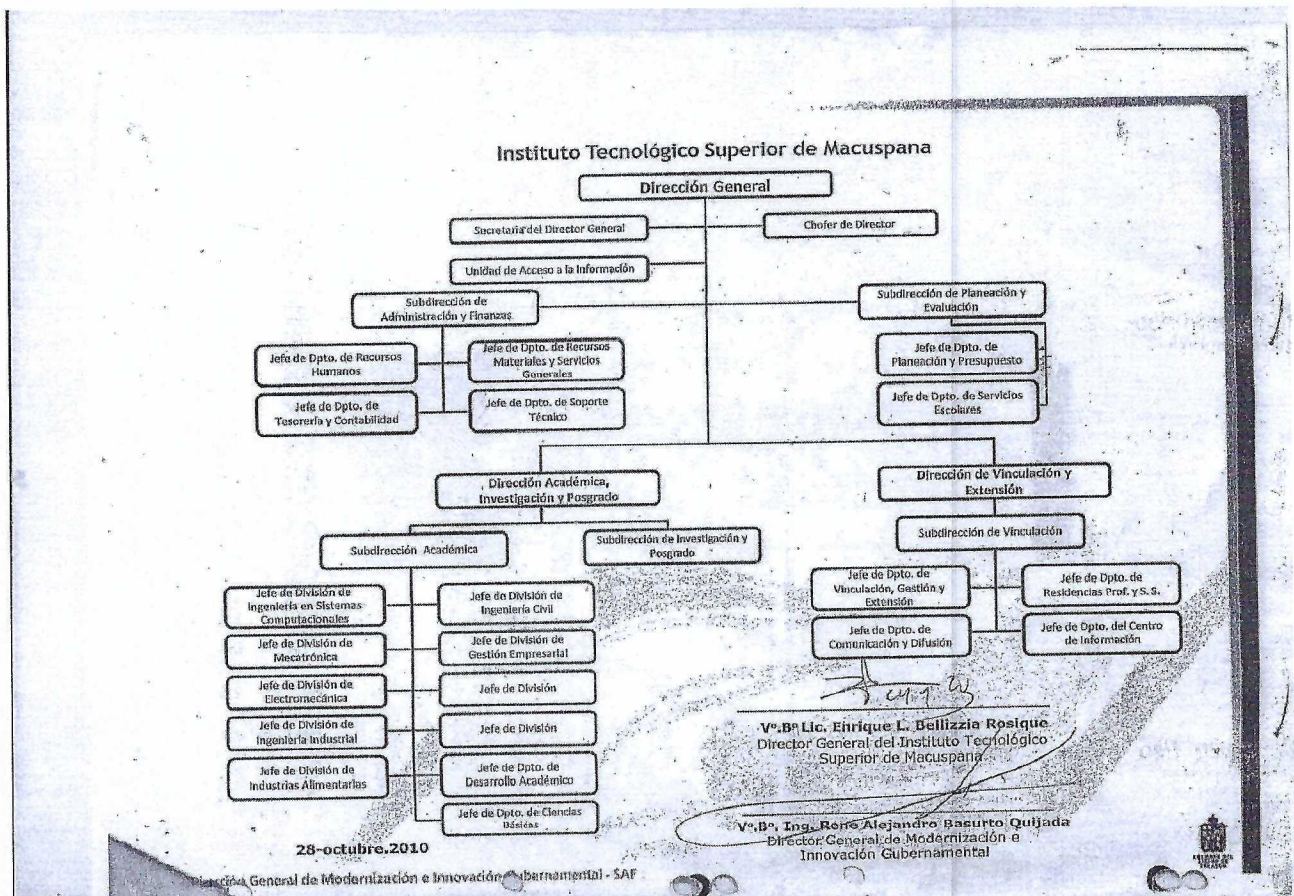 Instituto Tecnológico Superior de Macuspana
Dirección General
Secretaria del Director General
Chofer de Director
Unidad de Acceso a la Información
Subdirección de
Administración y Finanzas
Subdirección de Planeación y
Evaluación
Jefe de Dpto. de Recursos
Humanos
Jefe de Dpto. de Recursos
Materiales y Servicios
Generales
Jefe de Dpto. de
Tesorería y Contabilidad
Jefe de Dpto. de Soporte
Técnico
Jefe de Dpto. de
Planeación y Presupuesto
Jefe de Dpto. de Servicios
Escolares
Dirección Académica,
Investigación y Posgrado
Dirección de Vinculación y
Extensión
Subdirección Académica
Subdirección de Investigación y
Posgrado
Subdirección de Vinculación
Jefe de División de
Ingeniería en Sistemas
Computacionales
Jefe de División de
Ingeniería Civil
Jefe de División de
Mecatrónica
Jefe de División de
Gestión Empresarial
Jefe de División de
Electromecánica
Jefe de División
Jefe de División de
Ingeniería Industrial
Jefe de División
Jefe de División de
Industrias Alimentarias
Jefe de Dpto. de
Desarrollo Académico
Jefe de Dpto. de Ciencias
Básicas
Jefe de Dpto. de
Vinculación, Gestión y
Extensión
Jefe de Dpto. de
Residencias Prof. y S. S.
Jefe de Dpto. de
Comunicación y Difusión
Jefe de Dpto. del Centro
de Información
Vº.Bº Lic. Enrique L. Bellizzia Rosique
Director General del Instituto Tecnológico
Superior de Macuspana
Vº.Bº. Ing. René Alejandro Basurto Quijada
Director General de Modernización e
Innovación Gubernamental
28-octubre.2010
Dirección General de Modernización e Innovación Gubernamental - SAF